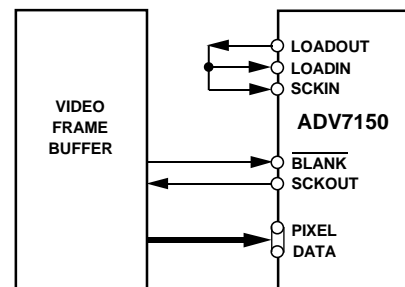 VIDEO
FRAME
BUFFER
LOADOUT
LOADIN
SCKIN
ADV7150
BLANK
SCKOUT
PIXEL
DATA